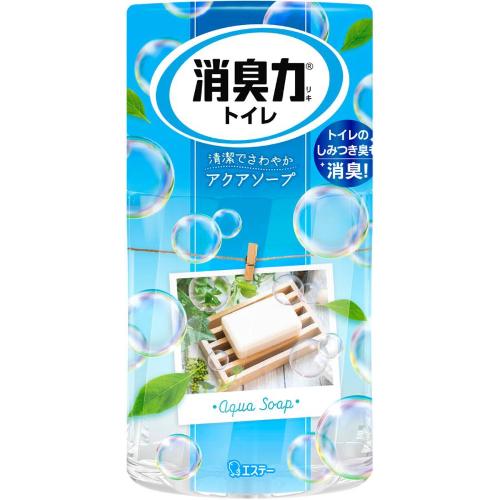 消臭力®
リキ
トイレ
清潔でさわやか
アクアソープ
トイレの
しみつき臭も
消臭!
aqua Soap
エステー